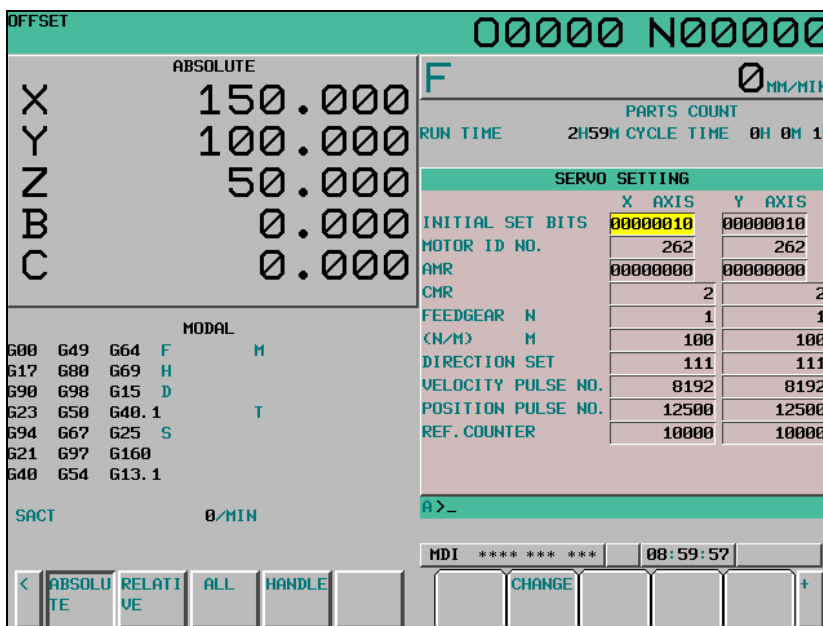 OFFSET
O0000 N00000
ABSOLUTE
X 150.000
Y 100.000
Z 50.000
B 0.000
C 0.000
F 0 MM/MIN
PARTS COUNT
RUN TIME 2H59M CYCLE TIME 0H 0M 1
SERVO SETTING
X AXIS Y AXIS
INITIAL SET BITS 00000010 00000010
MOTOR ID NO. 262 262
AMR 00000000 00000000
CMR 2 2
FEEDGEAR N 1 1
(N/M) M 100 100
DIRECTION SET 111 111
VELOCITY PULSE NO. 8192 8192
POSITION PULSE NO. 12500 12500
REF.COUNTER 10000 10000
MODAL
G00 G49 G64 F M
G17 G80 G69 H
G90 G98 G15 D
G23 G50 G40.1 T
G94 G67 G25 S
G21 G97 G160
G40 G54 G13.1
SACT 0/MIN
A>_
MDI **** *** *** 08:59:57
< ABSOLUTE RELATIVE ALL HANDLE
CHANGE +